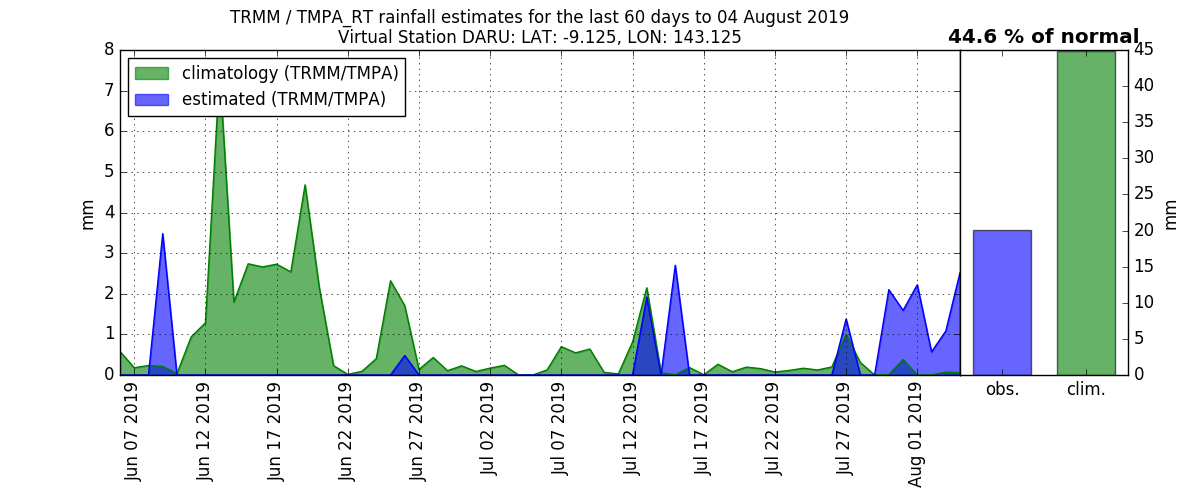 TRMM / TMPA_RT rainfall estimates for the last 60 days to 04 August 2019
Virtual Station DARU: LAT: -9.125, LON: 143.125
44.6 % of normal
climatology (TRMM/TMPA)
estimated (TRMM/TMPA)
8
7
6
5
4
3
2
1
0
mm
Jun 07 2019
Jun 12 2019
Jun 17 2019
Jun 22 2019
Jun 27 2019
Jul 02 2019
Jul 07 2019
Jul 12 2019
Jul 17 2019
Jul 22 2019
Jul 27 2019
Aug 01 2019
obs.
clim.
45
40
35
30
25
20
15
10
5
0
mm